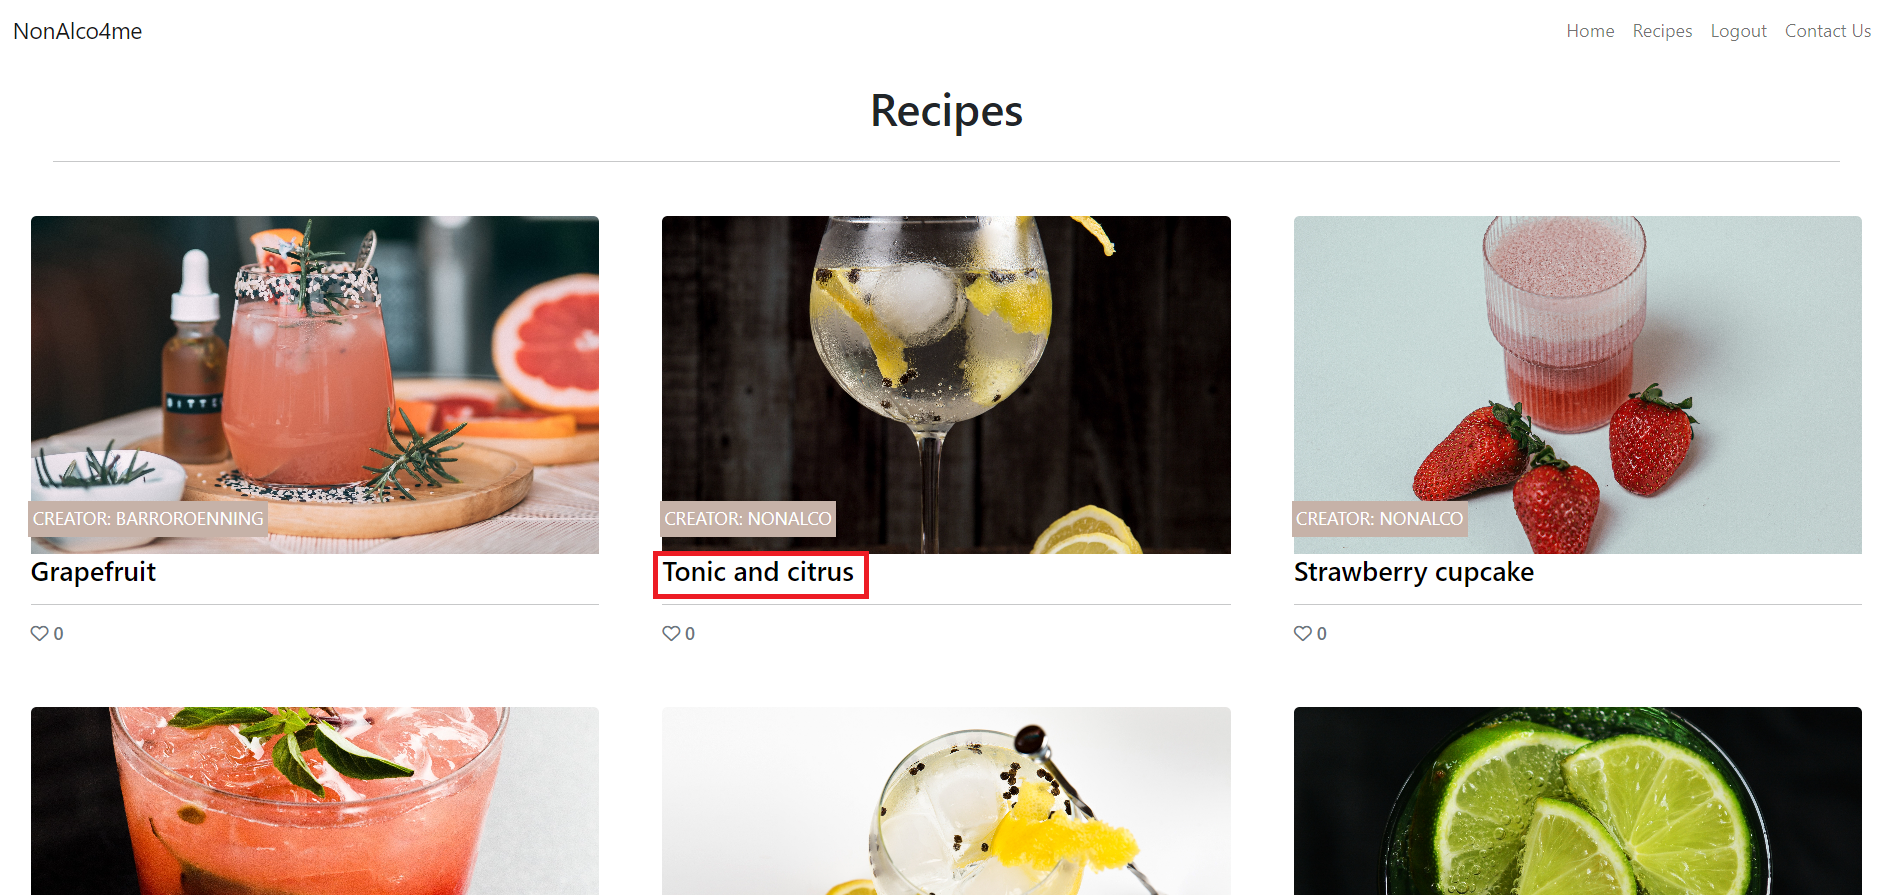 NonAlco4me
Home Recipes Logout Contact Us
Recipes
CREATOR: BARROROENNING
CREATOR: NONALCO
CREATOR: NONALCO
Grapefruit
Tonic and citrus
Strawberry cupcake
0
0
0